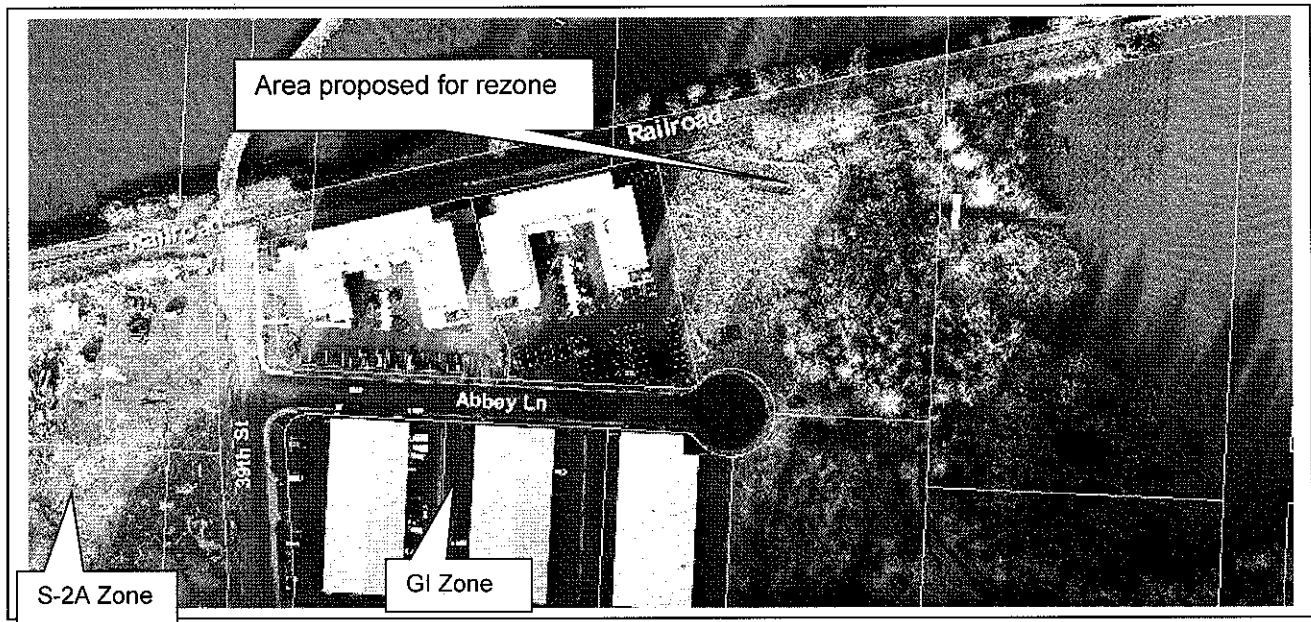 Area proposed for rezone
Railroad
Railroad
Abbey Ln
39th St
S-2A Zone
GI Zone